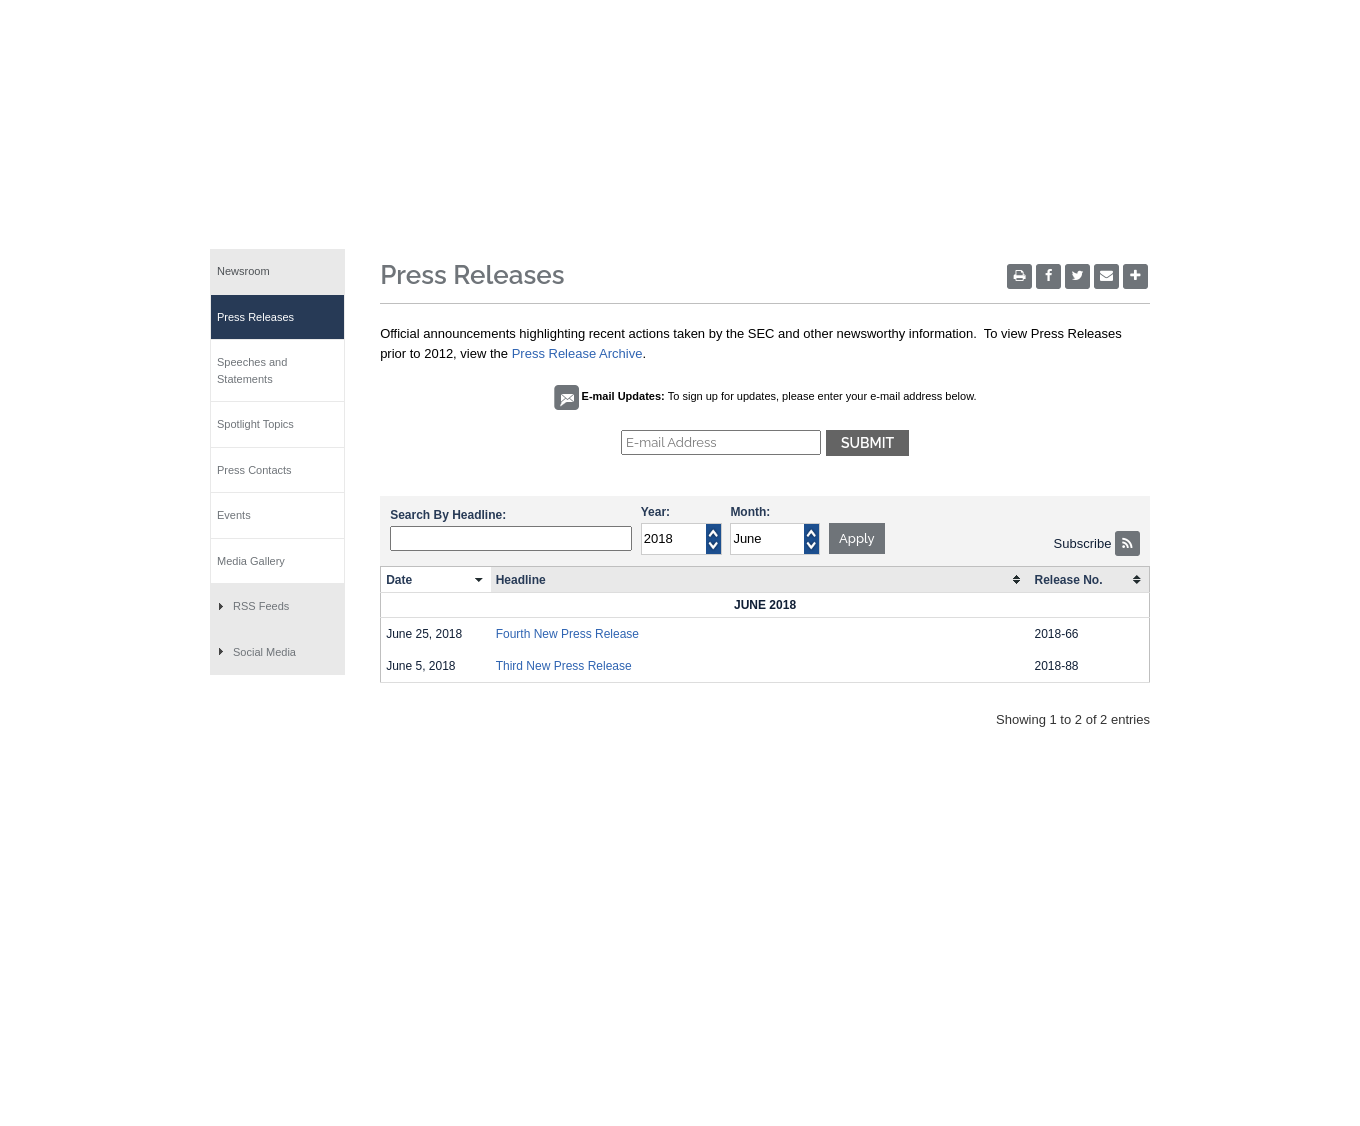 Newsroom
Press Releases
Speeches and
Statements
Spotlight Topics
Press Contacts
Events
Media Gallery
RSS Feeds
Social Media
Press Releases
Official announcements highlighting recent actions taken by the SEC and other newsworthy information.  To view Press Releases
prior to 2012, view the Press Release Archive.
E-mail Updates: To sign up for updates, please enter your e-mail address below.
E-mail Address SUBMIT
Search By Headline: Year: Month:
2018 June Apply
Subscribe
Date Headline Release No.
JUNE 2018
June 25, 2018 Fourth New Press Release 2018-66
June 5, 2018 Third New Press Release 2018-88
Showing 1 to 2 of 2 entries